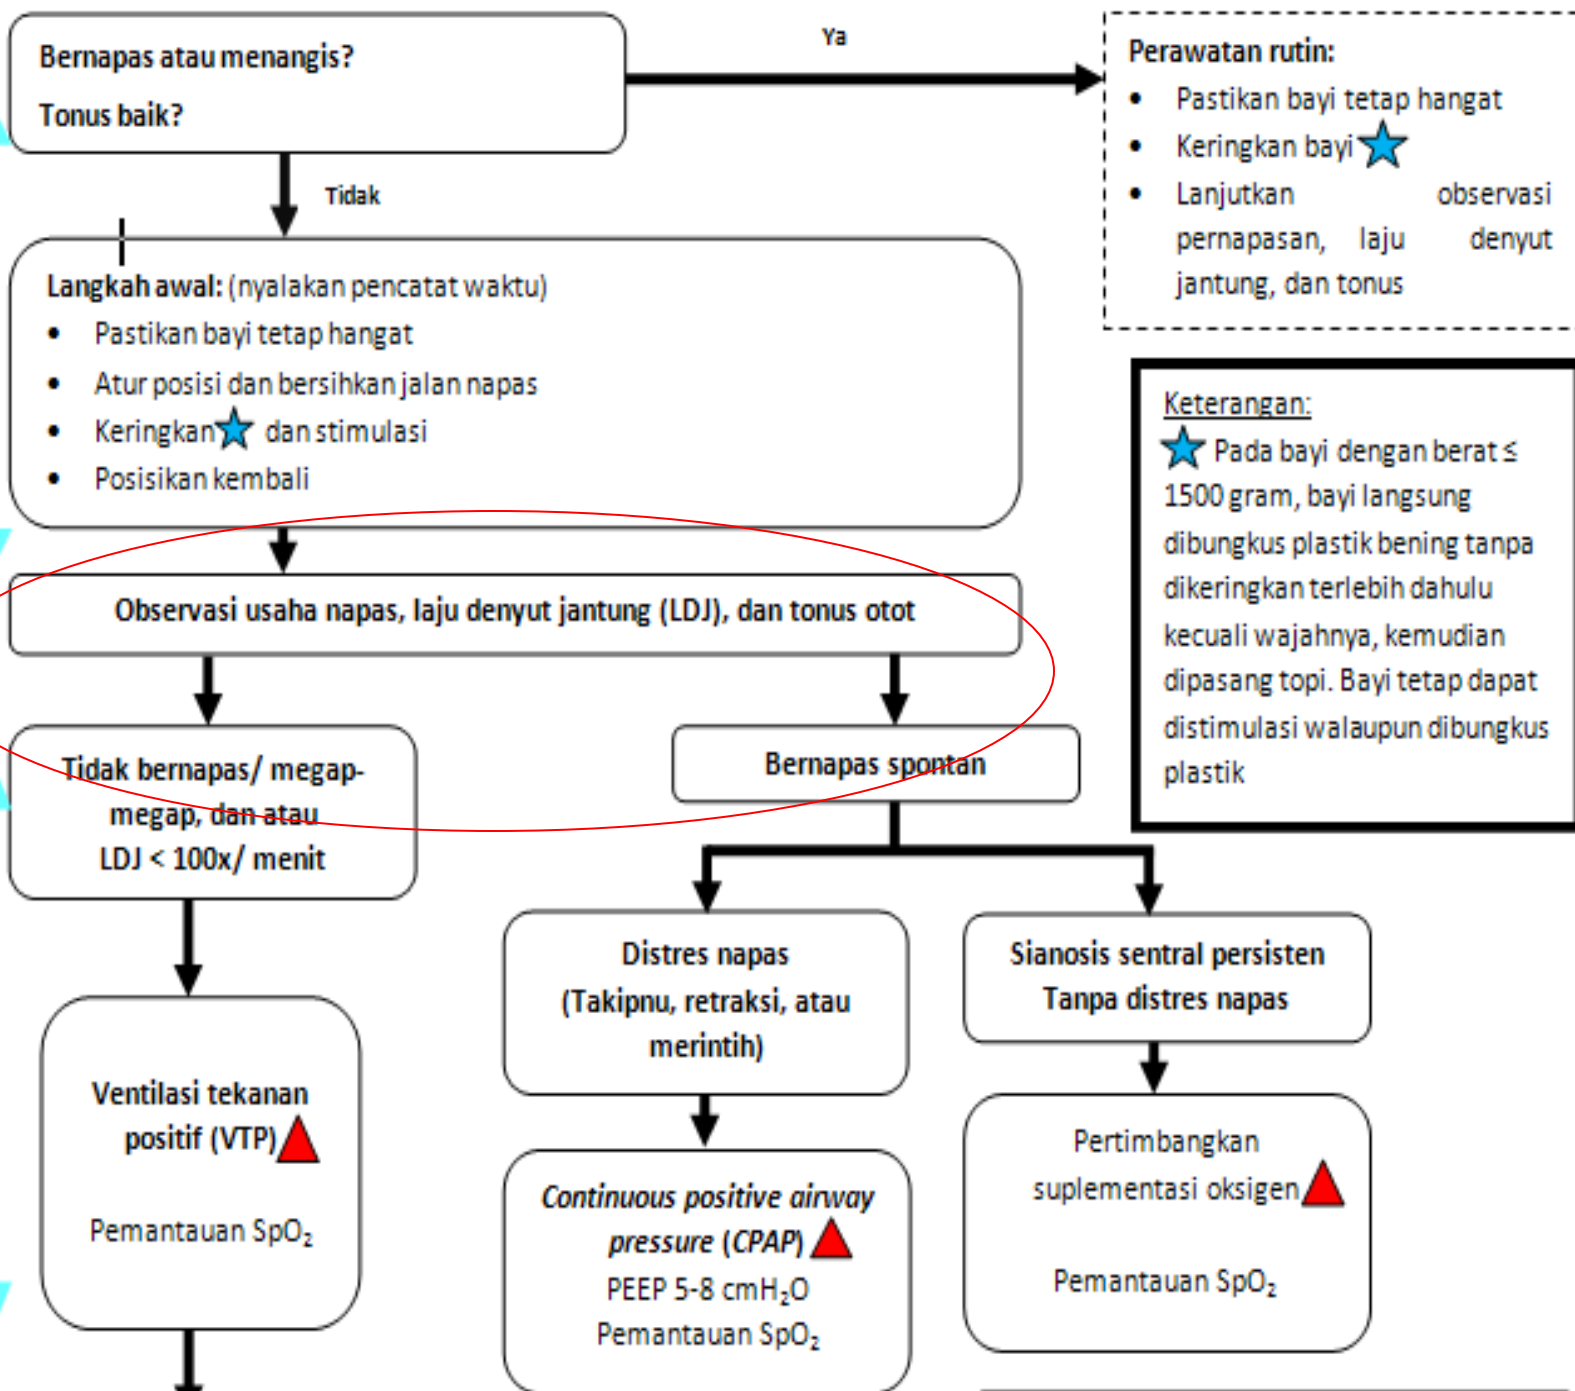 Bernapas atau menangis?
Tonus baik?
Ya
Perawatan rutin:
• Pastikan bayi tetap hangat
• Keringkan bayi
• Lanjutkan observasi
pernapasan, laju denyut
jantung, dan tonus
Tidak
Langkah awal: (nyalakan pencatat waktu)
• Pastikan bayi tetap hangat
• Atur posisi dan bersihkan jalan napas
• Keringkan dan stimulasi
• Posisikan kembali
Keterangan:
Pada bayi dengan berat ≤
1500 gram, bayi langsung
dibungkus plastik bening tanpa
dikeringkan terlebih dahulu
kecuali wajahnya, kemudian
dipasang topi. Bayi tetap dapat
distimulasi walaupun dibungkus
plastik
Observasi usaha napas, laju denyut jantung (LDJ), dan tonus otot
Tidak bernapas/ megap-
megap, dan atau
LDJ < 100x/ menit
Bernapas spontan
Distres napas
(Takipnu, retraksi, atau
merintih)
Sianosis sentral persisten
Tanpa distres napas
Ventilasi tekanan
positif (VTP)
Pemantauan SpO₂
Continuous positive airway
pressure (CPAP)
PEEP 5-8 cmH₂O
Pemantauan SpO₂
Pertimbangkan
suplementasi oksigen
Pemantauan SpO₂